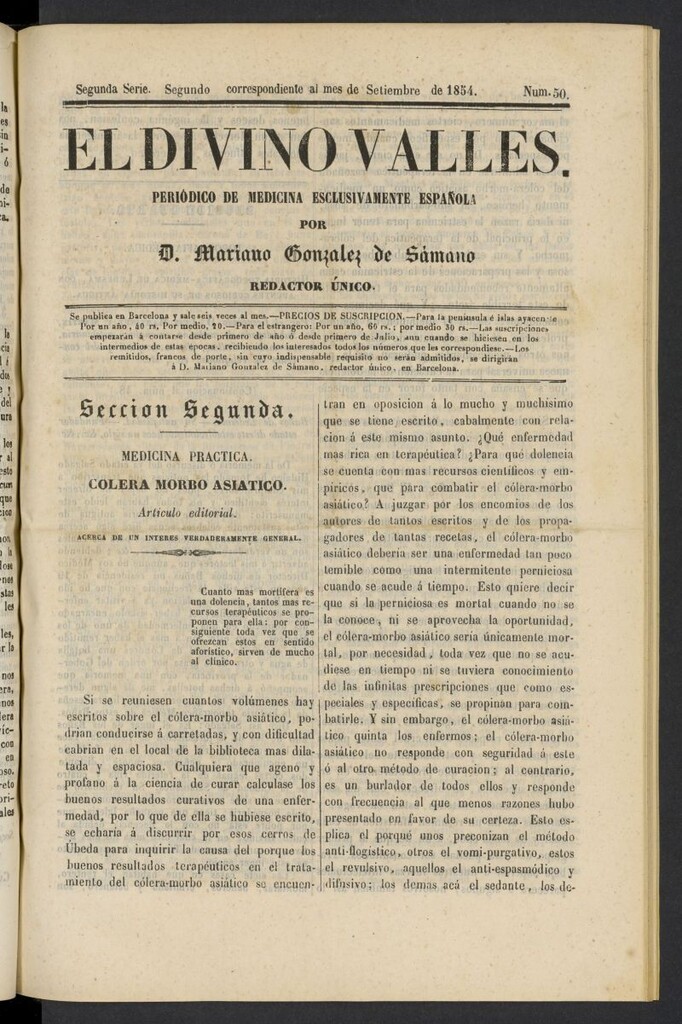 Segunda Serie. Segundo correspondiente al mes de Setiembre de 1854. Num. 50.
EL DIVINO VALLES.
PERIÓDICO DE MEDICINA ESCLUSIVAMENTE ESPAÑOLA
POR
D. Mariano Gonzalez de Sámano
REDACTOR ÚNICO.
Se publica en Barcelona y sale seis veces al mes.—PRECIOS DE SUSCRIPCION.—Para la península é islas ayacente
Por un año, 40 rs. Por medio, 20.—Para el estrangero: Por un año, 60 rs.; por medio 30 rs.—Las suscripciones
empezarán á contarse desde primero de año ó desde primero de Julio, aun cuando se hiciesen en los
intermedios de estas épocas, recibiendo los interesados todos los números que les correspondiese.—Los
remitidos, francos de porte, sin cuyo indispensable requisito no serán admitidos, se dirigirán
á D. Mariano Gonzalez de Sámano, redactor único, en Barcelona.
Seccion Segunda.
MEDICINA PRACTICA.
COLERA MORBO ASIATICO.
Artículo editorial.
ACERCA DE UN INTERES VERDADERAMENTE GENERAL.
Cuanto mas mortífera es
una dolencia, tantos mas re-
cursos terapéuticos se pro-
ponen para ella: por con-
siguiente toda vez que se
ofrezcan estos en sentido
aforístico, sirven de mucho
al clínico.
Si se reuniesen cuantos volúmenes hay
escritos sobre el cólera-morbo asiático, po-
drian conducirse á carretadas, y con dificultad
cabrian en el local de la biblioteca mas dila-
tada y espaciosa. Cualquiera que ageno y
profano á la ciencia de curar calculase los
buenos resultados curativos de una enfer-
medad, por lo que de ella se hubiese escrito,
se echaría á discurrir por esos cerros de
Úbeda para inquirir la causa del porque los
buenos resultados terapéuticos en el trata-
miento del cólera-morbo asiático se encuen-
tran en oposicion á lo mucho y muchísimo
que se tiene escrito, cabalmente con rela-
cion á este mismo asunto. ¿Qué enfermedad
mas rica en terapéutica? ¿Para qué dolencia
se cuenta con mas recursos científicos y em-
píricos, que para combatir el cólera-morbo
asiático? A juzgar por los encomios de los
autores de tantos escritos y de los propa-
gadores de tantas recetas, el cólera-morbo
asiático debería ser una enfermedad tan poco
temible como una intermitente perniciosa
cuando se acude á tiempo. Esto quiere decir
que si la perniciosa es mortal cuando no se
la conoce, ni se aprovecha la oportunidad,
el cólera-morbo asiático sería únicamente mor-
tal, por necesidad, toda vez que no se acu-
diese en tiempo ni se tuviera conocimiento
de las infinitas prescripciones que como es-
peciales y específicas, se propinan para com-
batirle. Y sin embargo, el cólera-morbo asiá-
tico quinta los enfermos; el cólera-morbo
asiático no responde con seguridad á este
ó al otro método de curacion; al contrario,
es un burlador de todos ellos y responde
con frecuencia al que menos razones hubo
presentado en favor de su certeza. Esto es-
plica el porqué unos preconizan el método
anti-flogístico, otros el vomi-purgativo, estos
el revulsivo, aquellos el anti-espasmódico y
difusivo; los demas acá el sedante, los de-